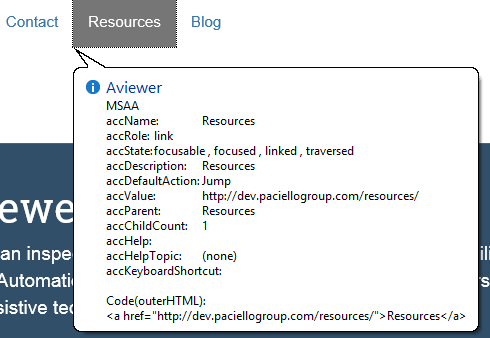 Contact Resources Blog
Aviewer
MSAA
accName: Resources
accRole: link
accState: focusable , focused , linked , traversed
accDescription: Resources
accDefaultAction: Jump
accValue: http://dev.paciellogroup.com/resources/
accParent: Resources
accChildCount: 1
accHelp:
accHelpTopic: (none)
accKeyboardShortcut:
Code(outerHTML):
<a href="http://dev.paciellogroup.com/resources/">Resources</a>
ewe
an inspe
Automatic
sistive tec